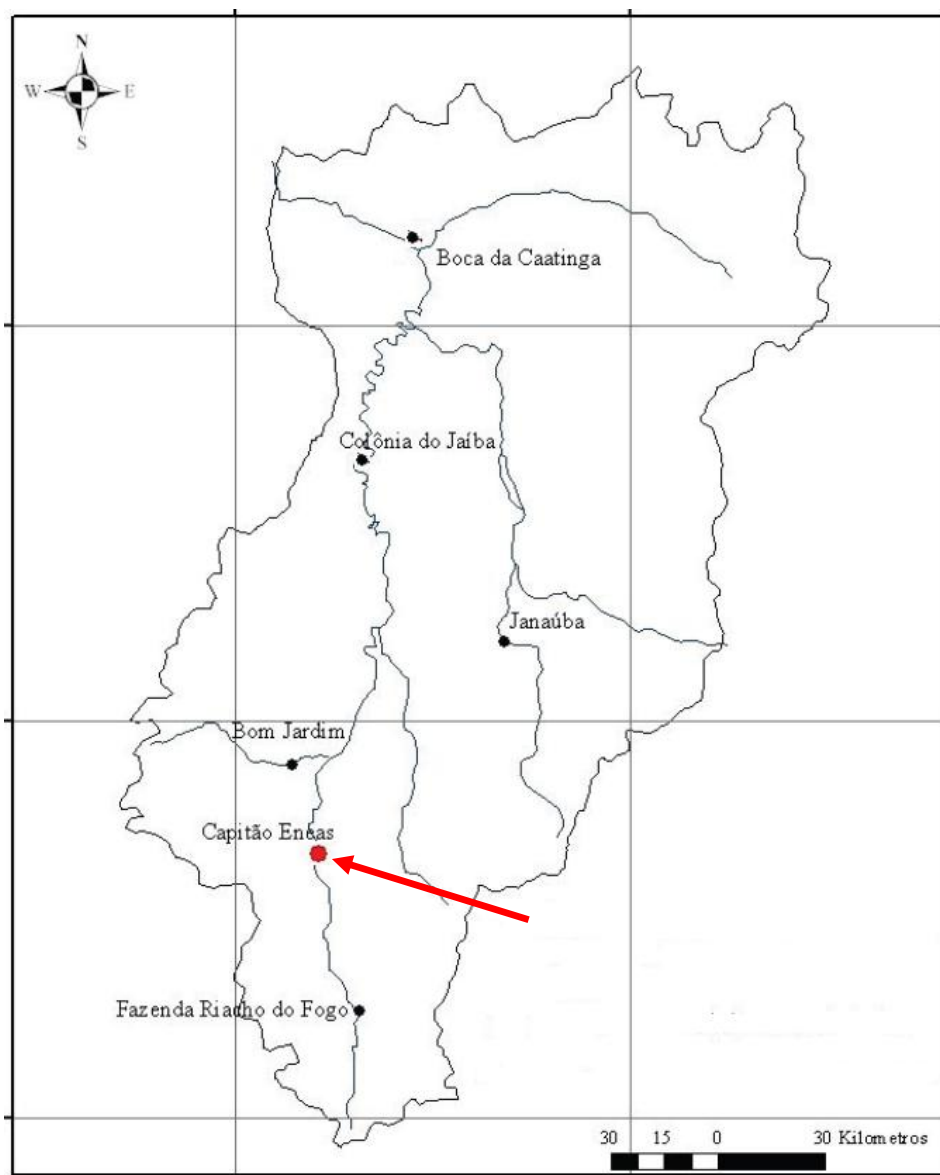 N
W E
S
Boca da Caatinga
Colônia do Jaíba
Janaúba
Bom Jardim
Capitão Enéas
Fazenda Riacho do Fogo
30 15 0 30 Kilometros